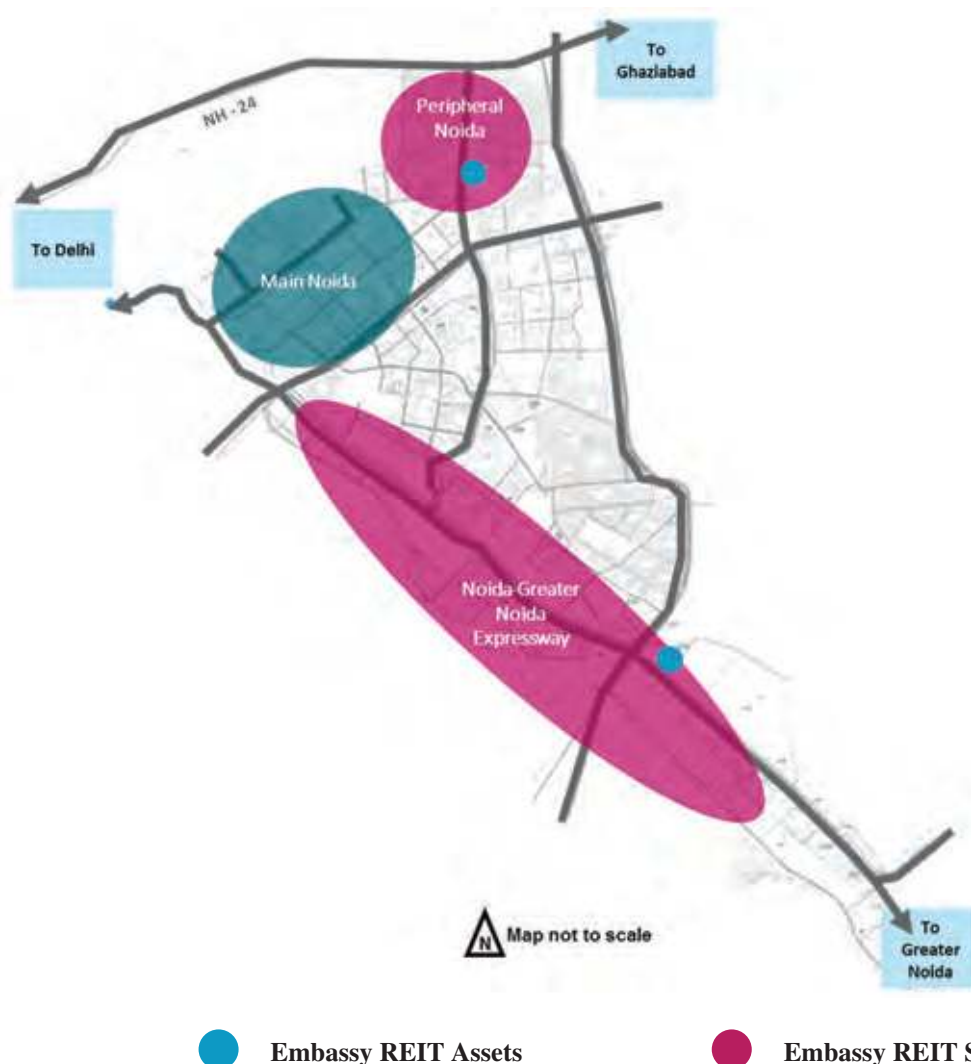 To
Ghaziabad
NH - 24
Peripheral
Noida
To Delhi
Main Noida
Noida-Greater
Noida
Expressway
N
Map not to scale
To
Greater
Noida
Embassy REIT Assets
Embassy REIT S